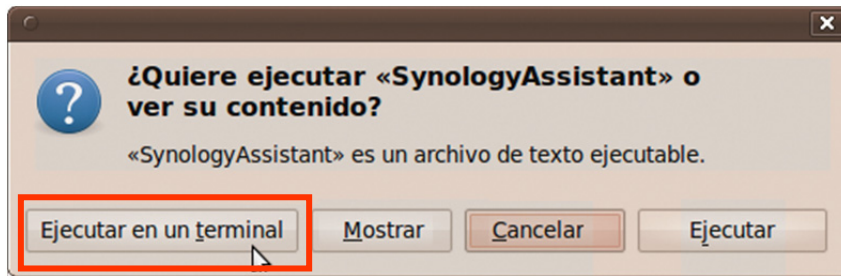 ¿Quiere ejecutar «SynologyAssistant» o
ver su contenido?
«SynologyAssistant» es un archivo de texto ejecutable.
Ejecutar en un terminal Mostrar Cancelar Ejecutar